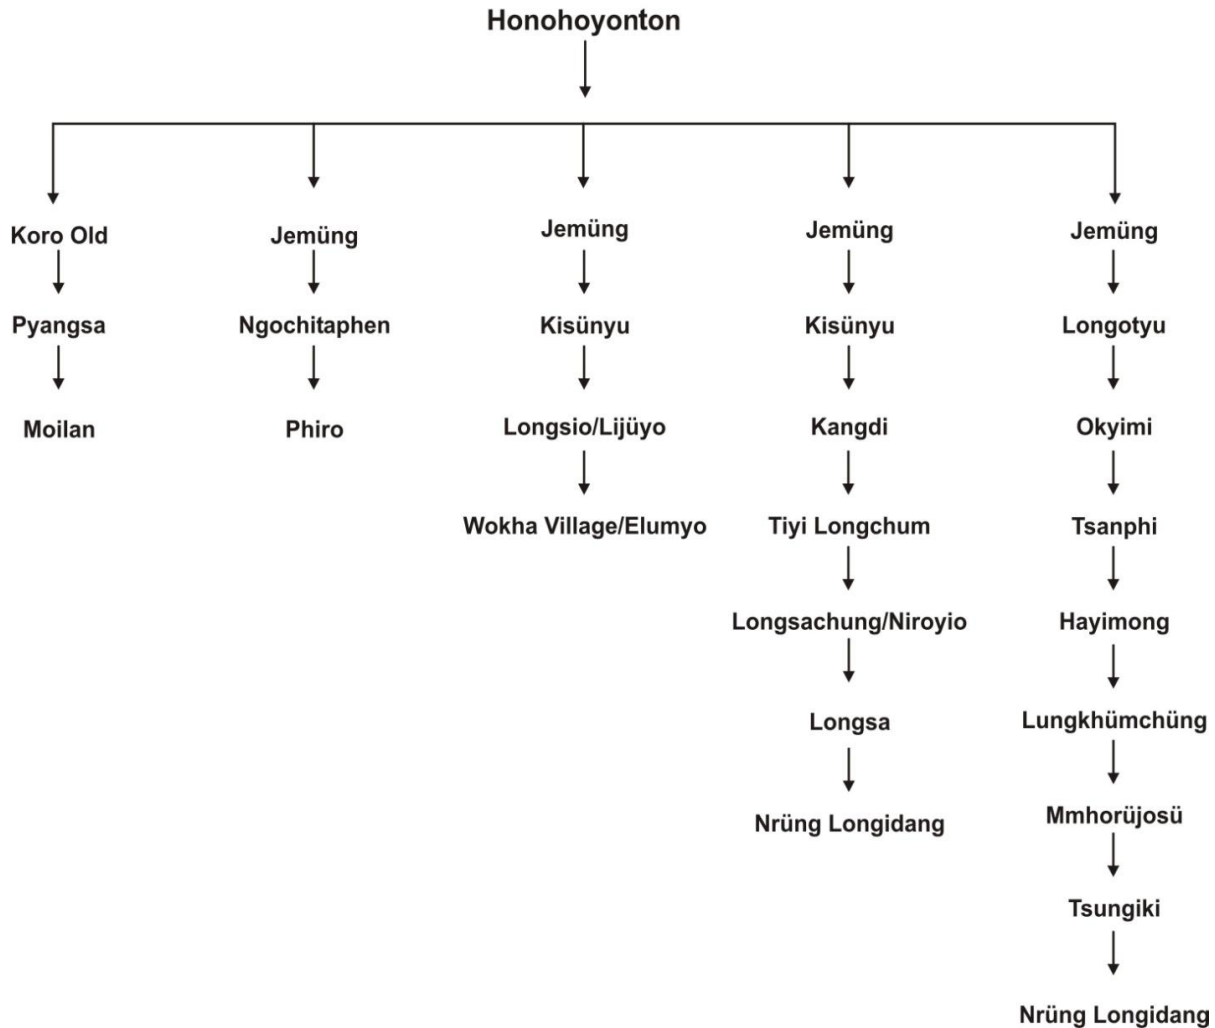 Honohoyonton
Koro Old
Jemüng
Jemüng
Jemüng
Jemüng
Pyangsa
Ngochitaphen
Kisünyu
Kisünyu
Longotyu
Moilan
Phiro
Longsio/Lijüyo
Kangdi
Okyimi
Wokha Village/Elumyo
Tiyi Longchum
Tsanphi
Longsachung/Niroyio
Hayimong
Longsa
Lungkhümchüng
Nrüng Longidang
Mmhorüjosü
Tsungiki
Nrüng Longidang